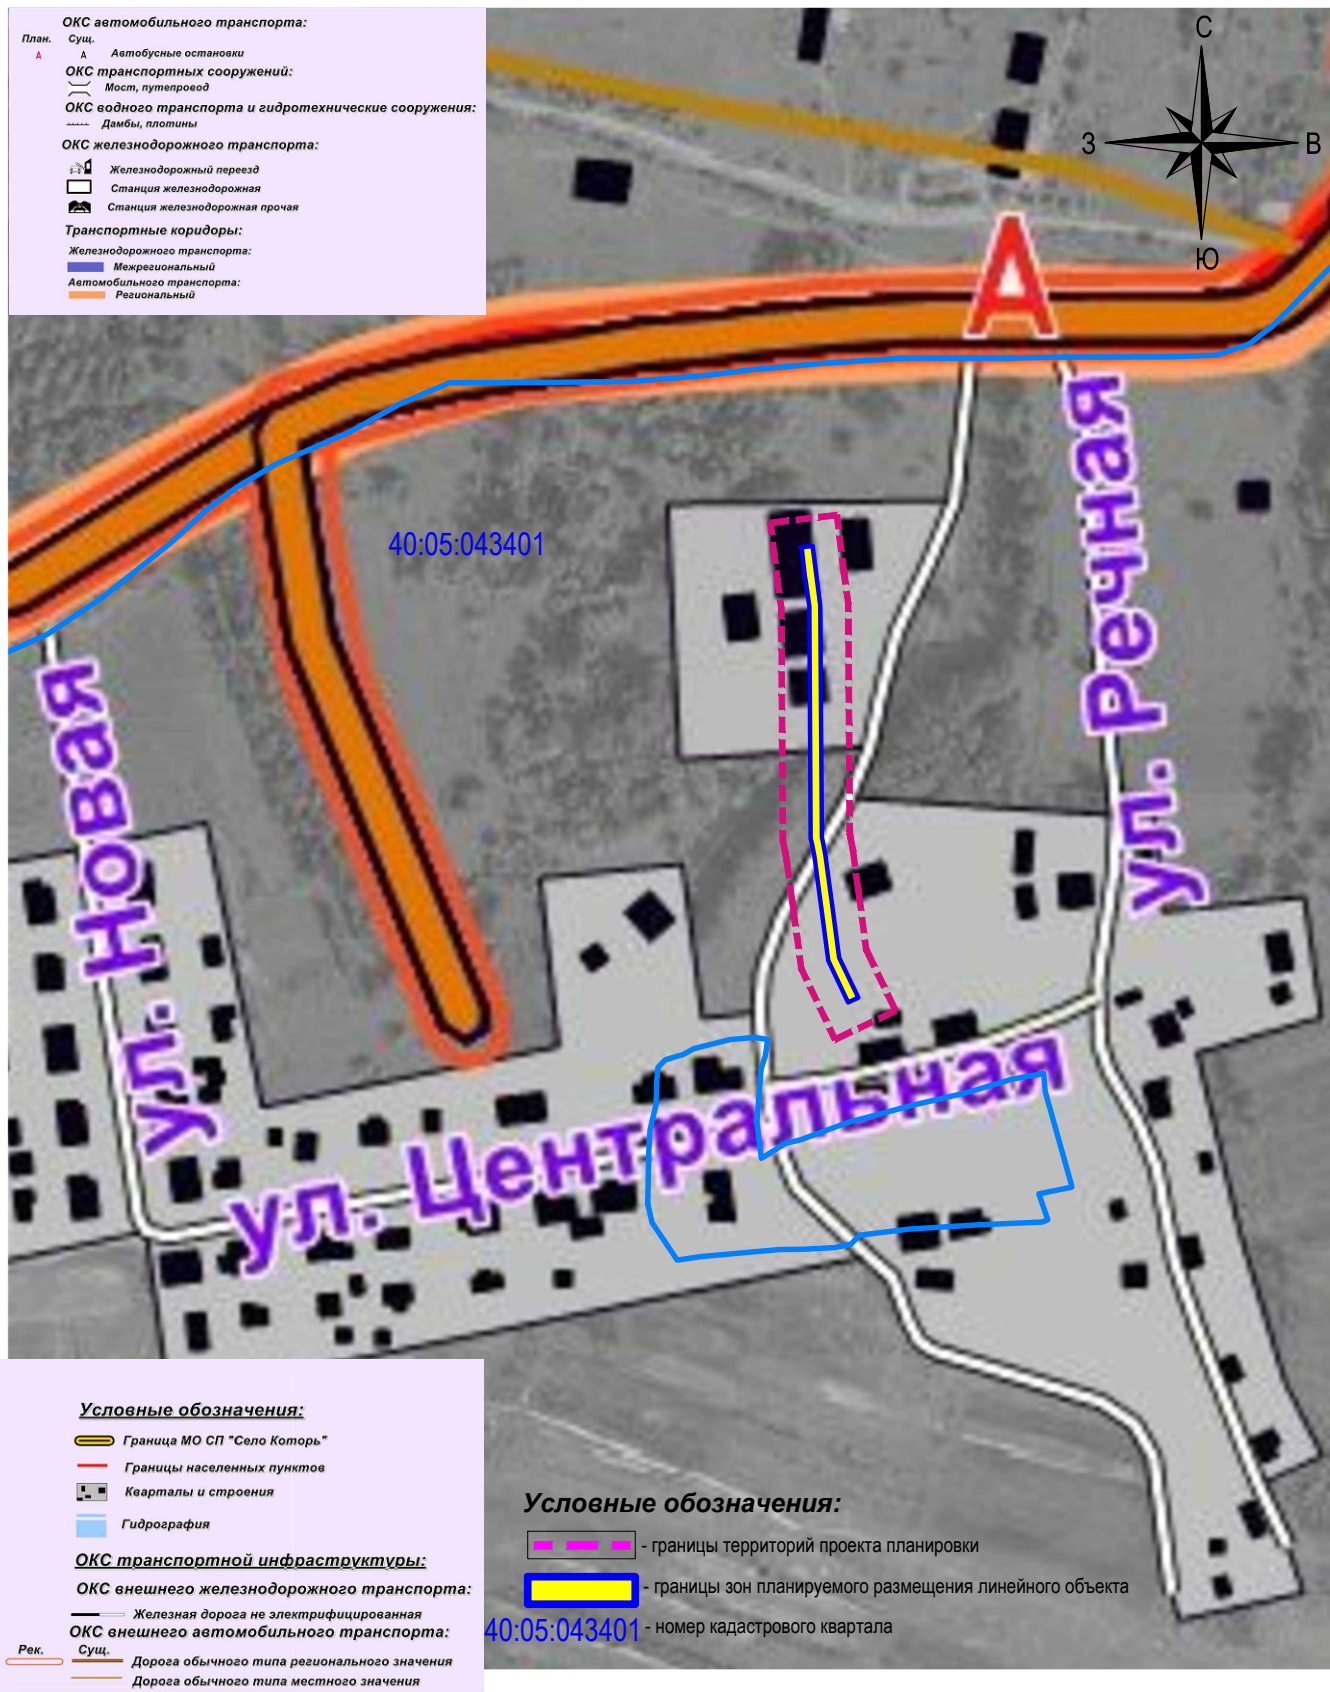 ОКС автомобильного транспорта:
План. Сущ.
А А Автобусные остановки
ОКС транспортных сооружений:
Мост, путепровод
ОКС водного транспорта и гидротехнические сооружения:
Дамбы, плотины
ОКС железнодорожного транспорта:
Железнодорожный переезд
Станция железнодорожная
Станция железнодорожная прочая
Транспортные коридоры:
Железнодорожного транспорта:
Межрегиональный
Автомобильного транспорта:
Региональный
С
З В
Ю
А
40:05:043401
ул. Речная
ул. Новая
ул. Центральная
Условные обозначения:
Граница МО СП "Село Которь"
Границы населенных пунктов
Кварталы и строения
Гидрография
ОКС транспортной инфраструктуры:
ОКС внешнего железнодорожного транспорта:
Железная дорога не электрифицированная
ОКС внешнего автомобильного транспорта:
Рек. Сущ.
Дорога обычного типа регионального значения
Дорога обычного типа местного значения
Условные обозначения:
- границы территорий проекта планировки
- границы зон планируемого размещения линейного объекта
40:05:043401 - номер кадастрового квартала